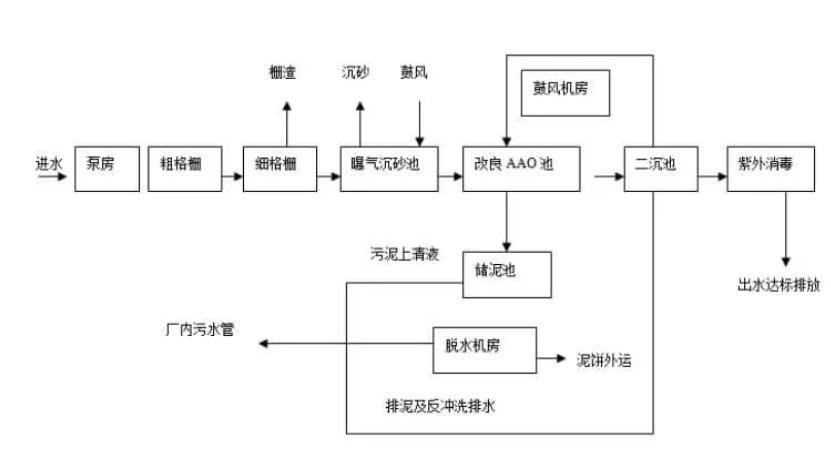 栅渣
沉砂
鼓风
鼓风机房
进水
泵房
粗格栅
细格栅
曝气沉砂池
改良 AAO 池
二沉池
紫外消毒
污泥上清液
储泥池
出水达标排放
厂内污水管
脱水机房
泥饼外运
排泥及反冲洗排水